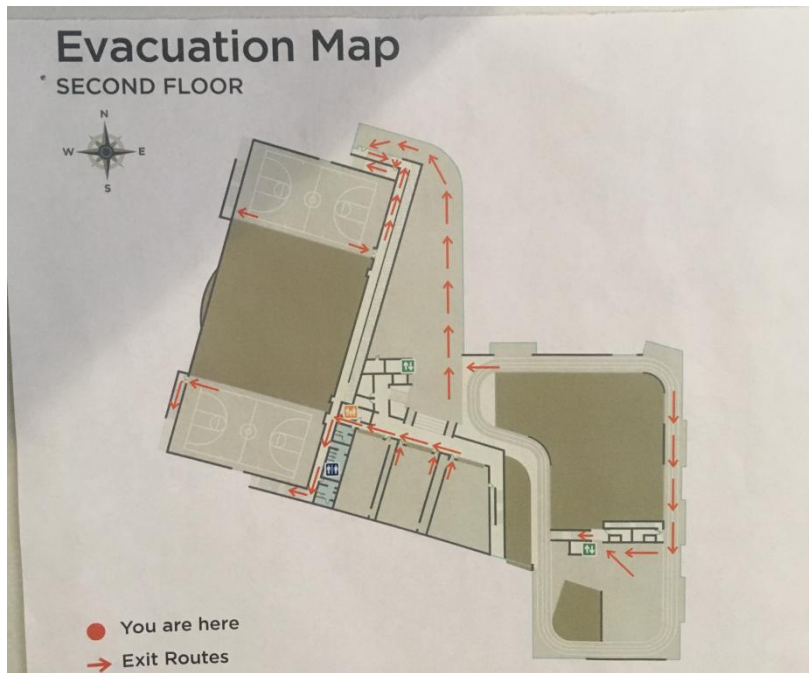 Evacuation Map
SECOND FLOOR
N
W E
S
You are here
Exit Routes